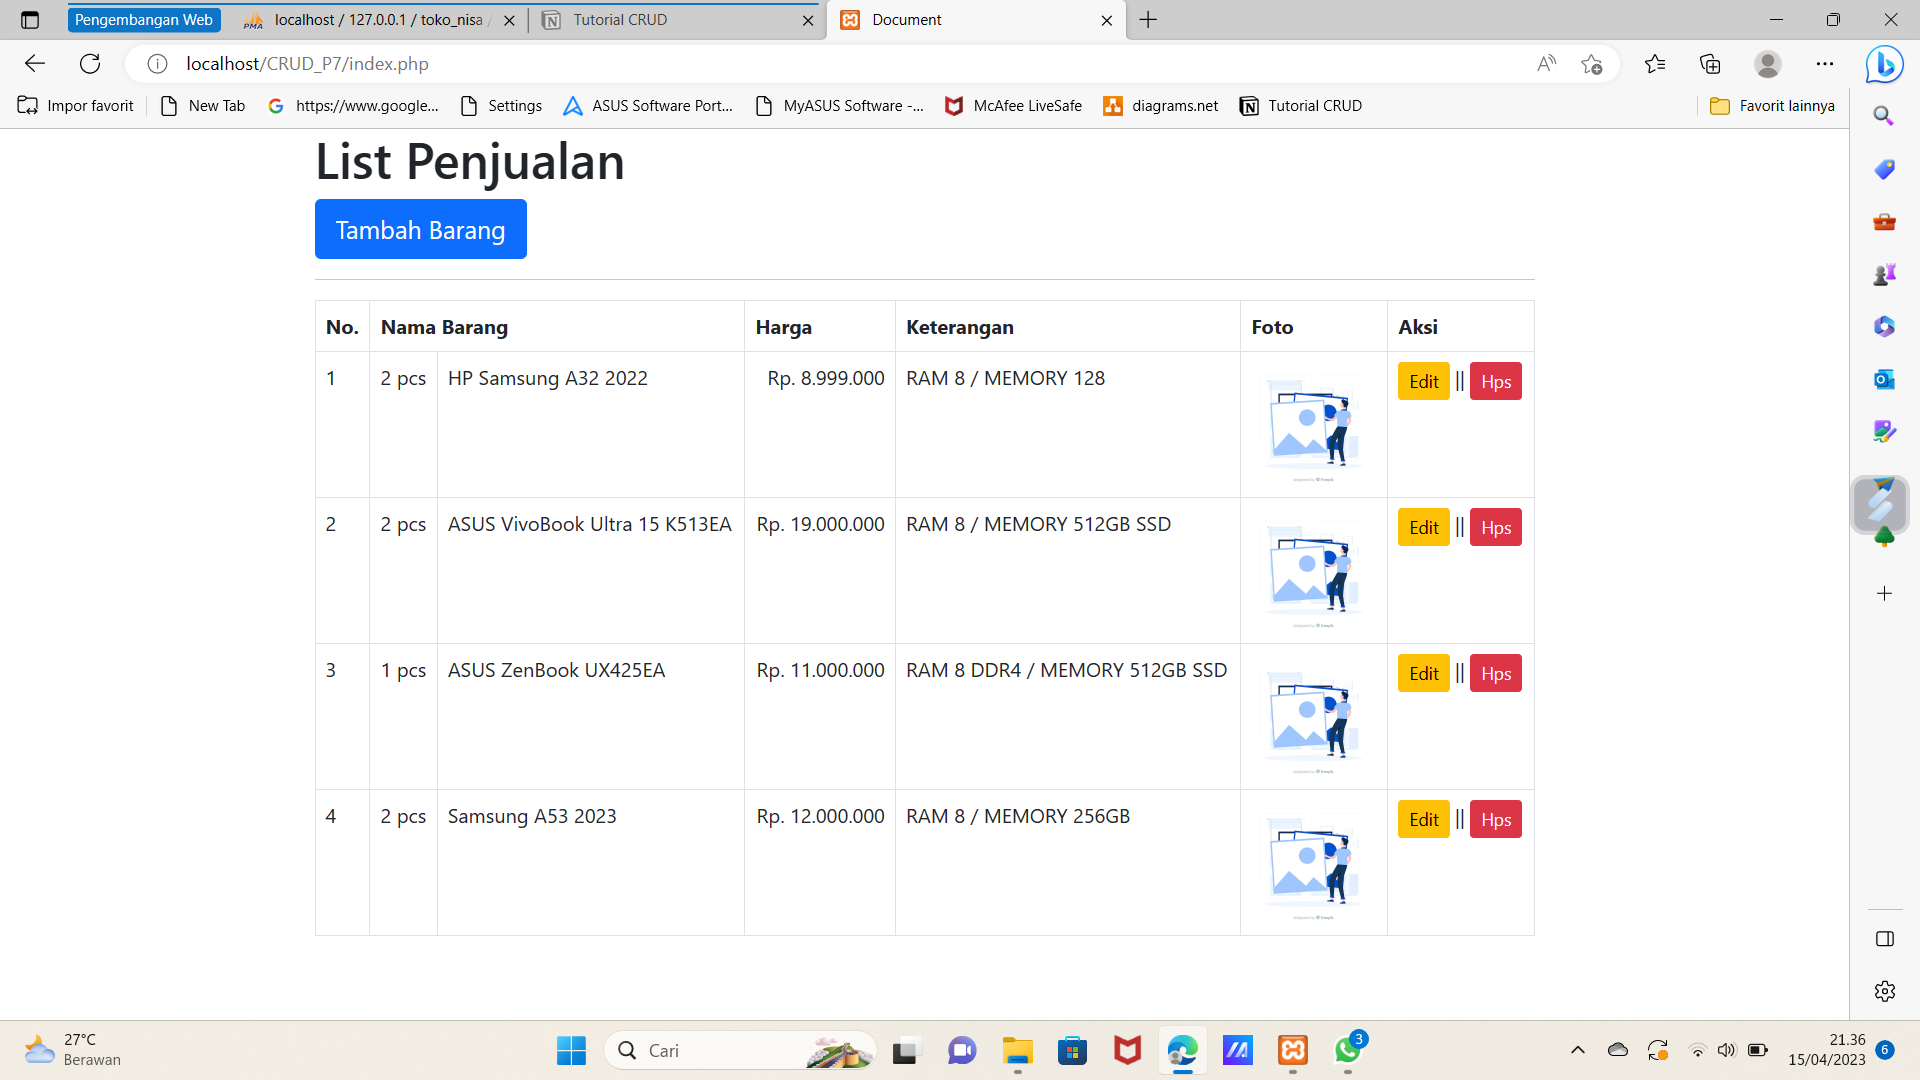 Pengembangan Web
localhost / 127.0.0.1 / toko_nisa /
Tutorial CRUD
Document
localhost/CRUD_P7/index.php
Impor favorit
New Tab
https://www.google...
Settings
ASUS Software Port...
MyASUS Software -...
McAfee LiveSafe
diagrams.net
Tutorial CRUD
Favorit lainnya
List Penjualan
Tambah Barang
No. Nama Barang Harga Keterangan Foto Aksi
1 2 pcs HP Samsung A32 2022 Rp. 8.999.000 RAM 8 / MEMORY 128 Edit || Hps
2 2 pcs ASUS VivoBook Ultra 15 K513EA Rp. 19.000.000 RAM 8 / MEMORY 512GB SSD Edit || Hps
3 1 pcs ASUS ZenBook UX425EA Rp. 11.000.000 RAM 8 DDR4 / MEMORY 512GB SSD Edit || Hps
4 2 pcs Samsung A53 2023 Rp. 12.000.000 RAM 8 / MEMORY 256GB Edit || Hps
27°C
Berawan
Cari
3
21.36
15/04/2023
6